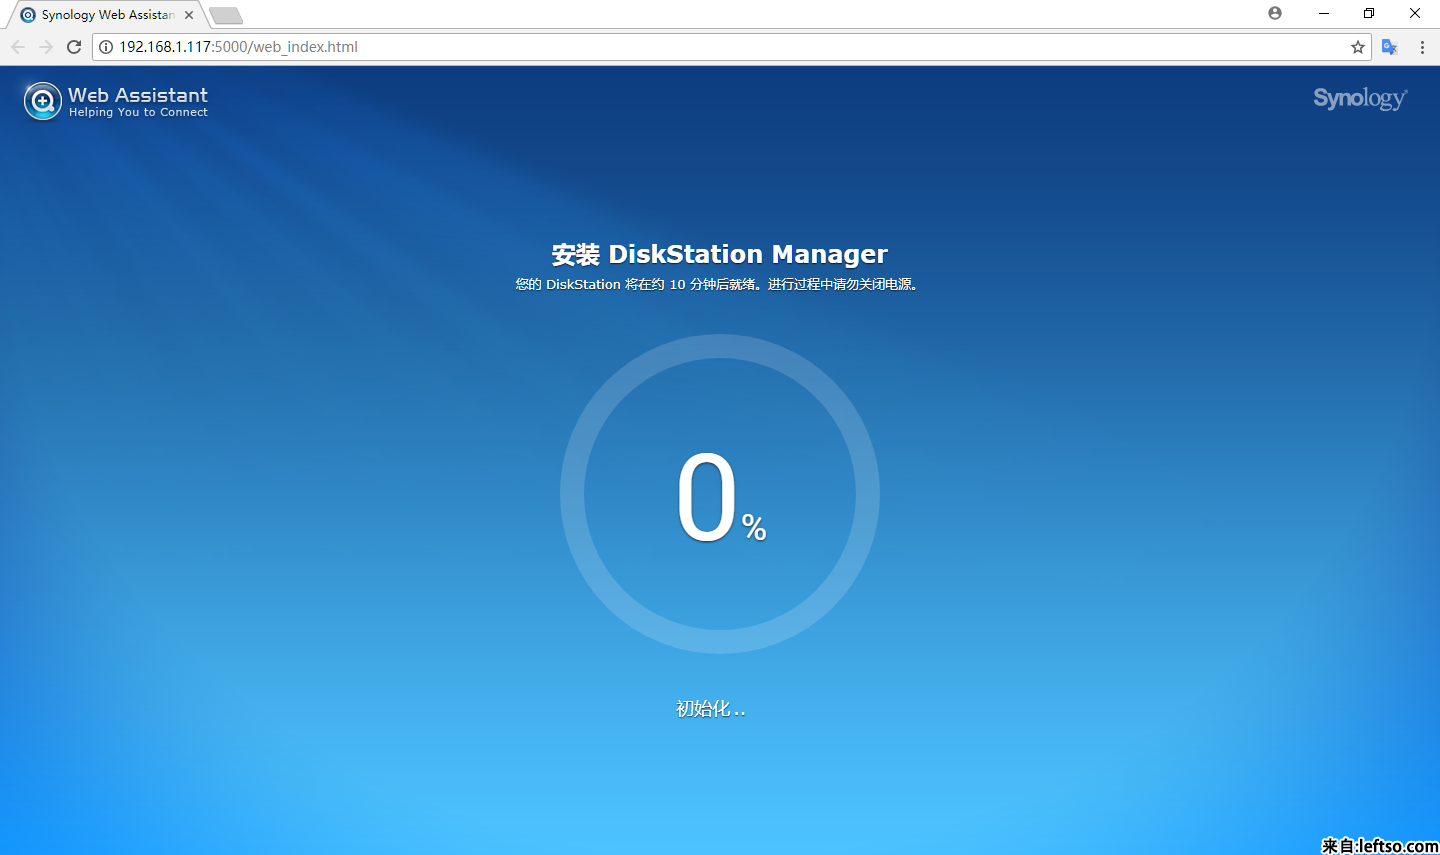 Synology Web Assistan
192.168.1.117:5000/web_index.html
Web Assistant
Helping You to Connect
Synology
安装 DiskStation Manager
您的 DiskStation 将在约 10 分钟后就绪。进行过程中请勿关闭电源。
0%
初始化..
来自:leftso.com